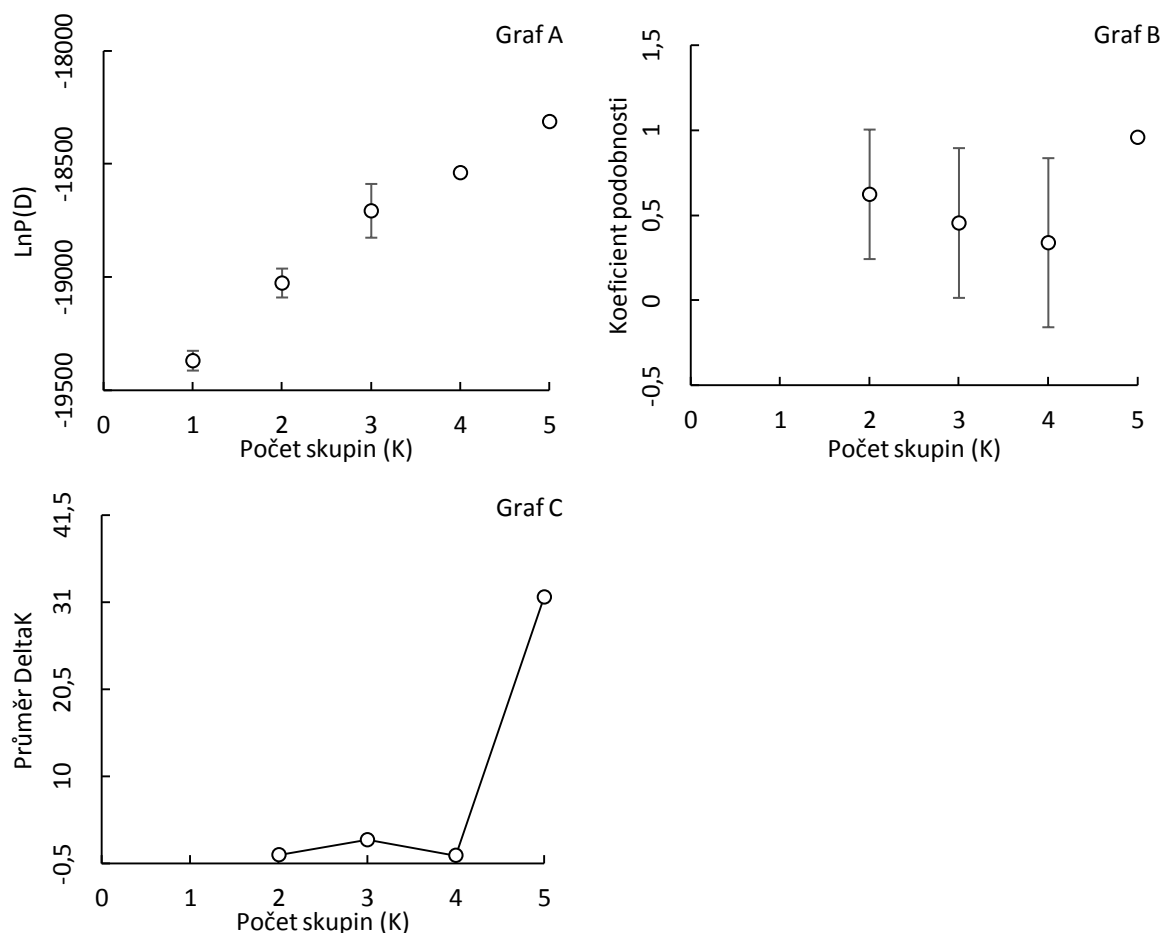 Graf A
-18000
-18500
-19000
-19500
LnP(D)
0 1 2 3 4 5
Počet skupin (K)
Graf B
1,5
1
0,5
0
-0,5
Koeficient podobnosti
0 1 2 3 4 5
Počet skupin (K)
Graf C
41,5
31
20,5
10
-0,5
Průměr DeltaK
0 1 2 3 4 5
Počet skupin (K)